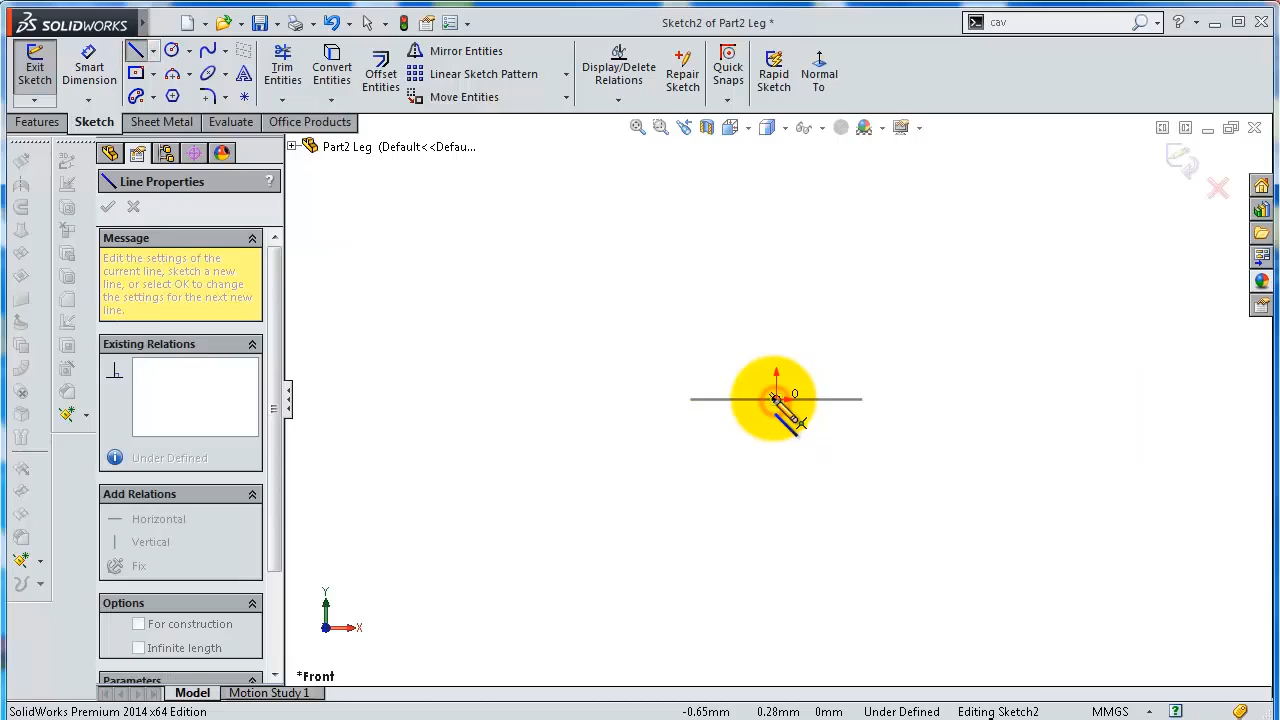 SOLIDWORKS
Sketch2 of Part2 Leg *
cav
Exit Sketch
Smart Dimension
Trim Entities
Convert Entities
Offset Entities
Mirror Entities
Linear Sketch Pattern
Move Entities
Display/Delete Relations
Repair Sketch
Quick Snaps
Rapid Sketch
Normal To
Features
Sketch
Sheet Metal
Evaluate
Office Products
Part2 Leg (Default<<Defau...
Line Properties
?
Message
Edit the settings of the
current line, sketch a new
line, or select OK to change
the settings for the next new
line.
Existing Relations
Under Defined
Add Relations
Horizontal
Vertical
Fix
Options
For construction
Infinite length
Parameters
0
Y
X
*Front
Model
Motion Study 1
SolidWorks Premium 2014 x64 Edition
-0.65mm
0.28mm
0mm
Under Defined
Editing Sketch2
MMGS